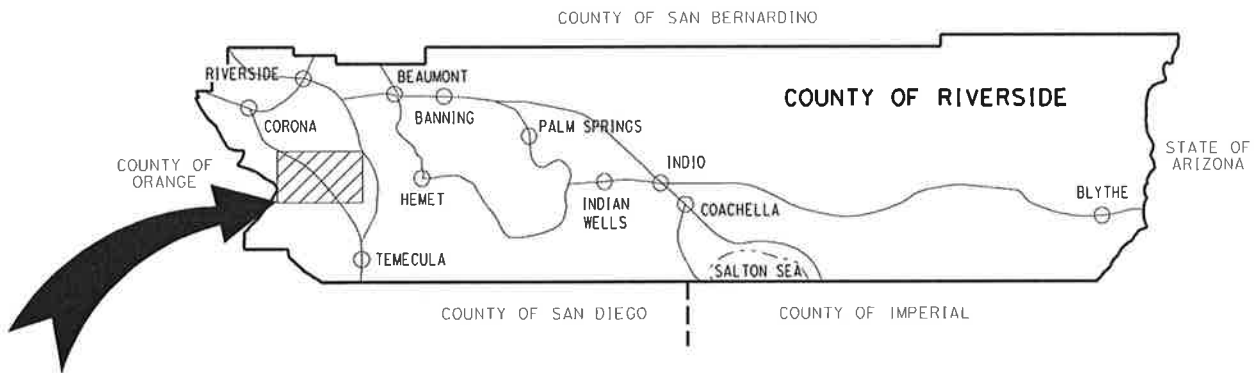 COUNTY OF SAN BERNARDINO
RIVERSIDE
BEAUMONT
COUNTY OF RIVERSIDE
BANNING
CORONA
PALM SPRINGS
STATE OF
ARIZONA
COUNTY OF
ORANGE
INDIO
HEMET
INDIAN
WELLS
BLYTHE
COACHELLA
TEMECULA
SALTON SEA
COUNTY OF SAN DIEGO
COUNTY OF IMPERIAL